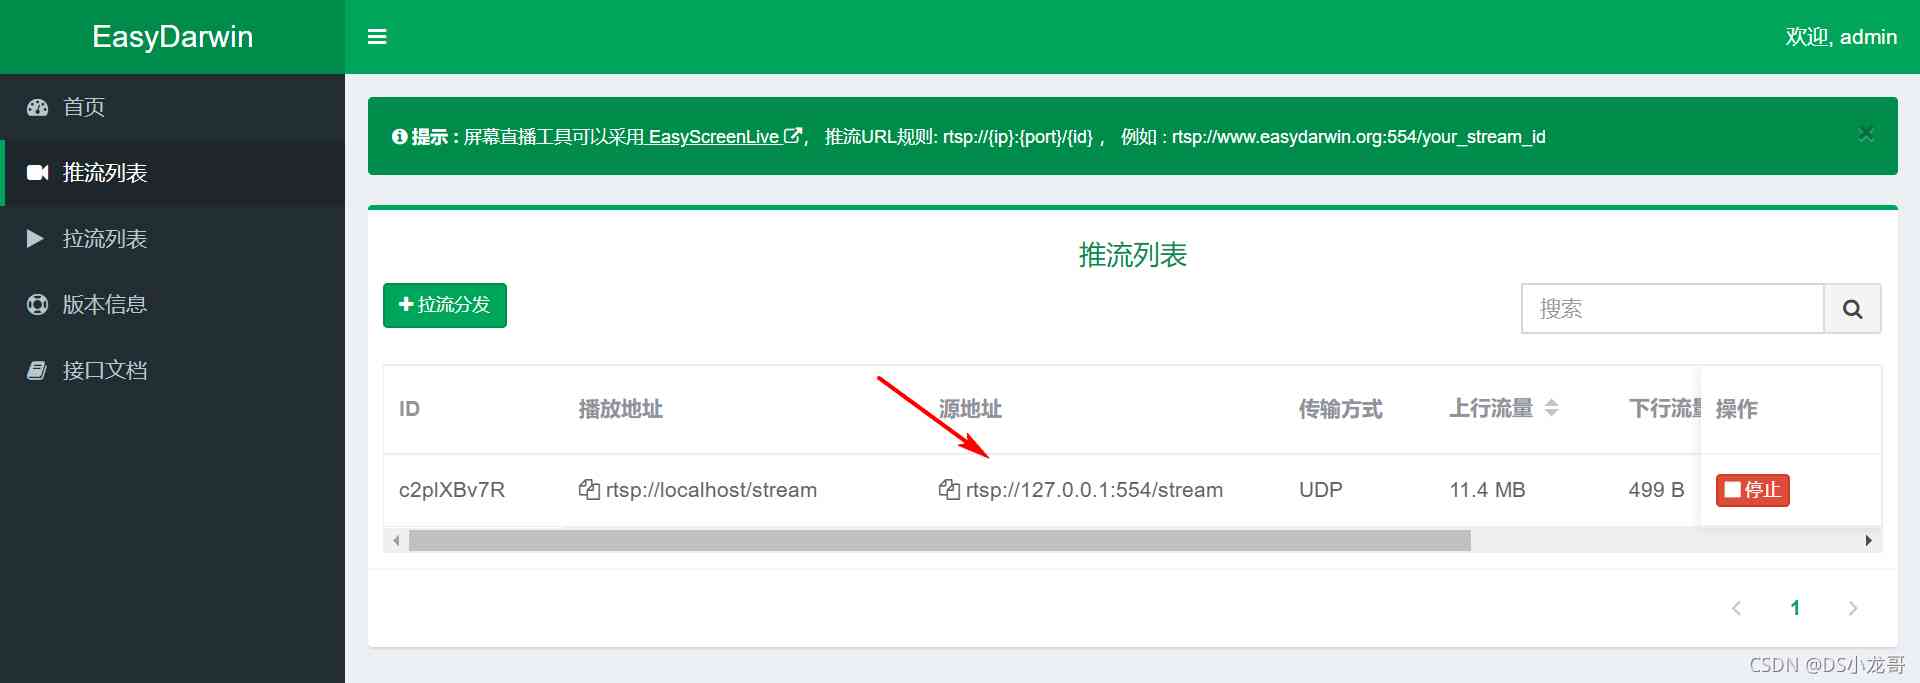 EasyDarwin
欢迎, admin
首页
推流列表
拉流列表
版本信息
接口文档
提示 : 屏幕直播工具可以采用 EasyScreenLive ， 推流URL规则: rtsp://{ip}:{port}/{id} ， 例如 : rtsp://www.easydarwin.org:554/your_stream_id
推流列表
拉流分发
搜索
ID 播放地址 源地址 传输方式 上行流量 下行流量 操作
c2plXBv7R rtsp://localhost/stream rtsp://127.0.0.1:554/stream UDP 11.4 MB 499 B 停止
1
CSDN @DS小龙哥